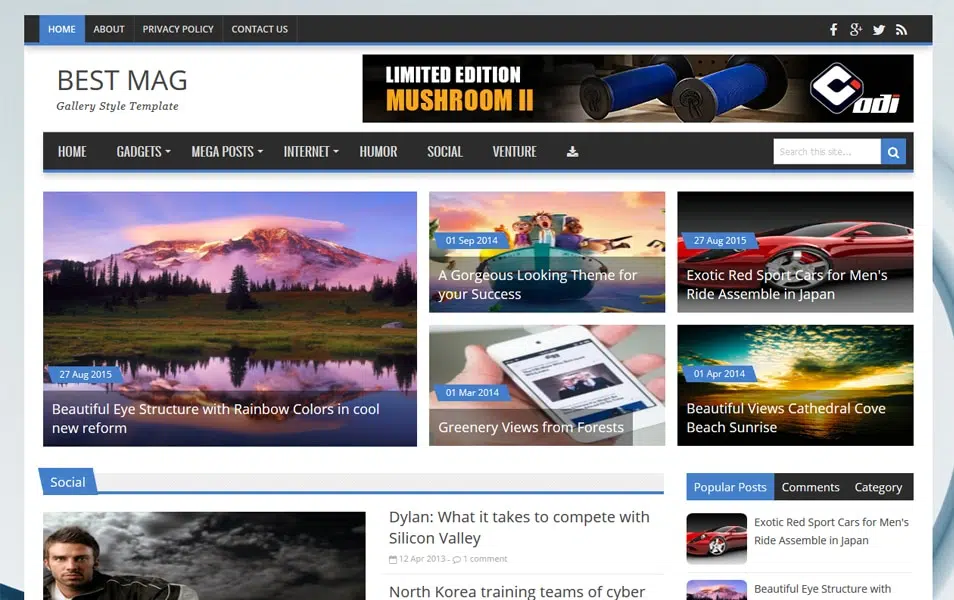 HOME ABOUT PRIVACY POLICY CONTACT US
BEST MAG
Gallery Style Template
LIMITED EDITION
MUSHROOM II
odi
HOME GADGETS MEGA POSTS INTERNET HUMOR SOCIAL VENTURE
Search this site...
27 Aug 2015
Beautiful Eye Structure with Rainbow Colors in cool
new reform
01 Sep 2014
A Gorgeous Looking Theme for
your Success
27 Aug 2015
Exotic Red Sport Cars for Men's
Ride Assemble in Japan
01 Mar 2014
Greenery Views from Forests
01 Apr 2014
Beautiful Views Cathedral Cove
Beach Sunrise
Social
Dylan: What it takes to compete with
Silicon Valley
12 Apr 2013 - 1 comment
North Korea training teams of cyber
Popular Posts Comments Category
Exotic Red Sport Cars for Men's
Ride Assemble in Japan
Beautiful Eye Structure with